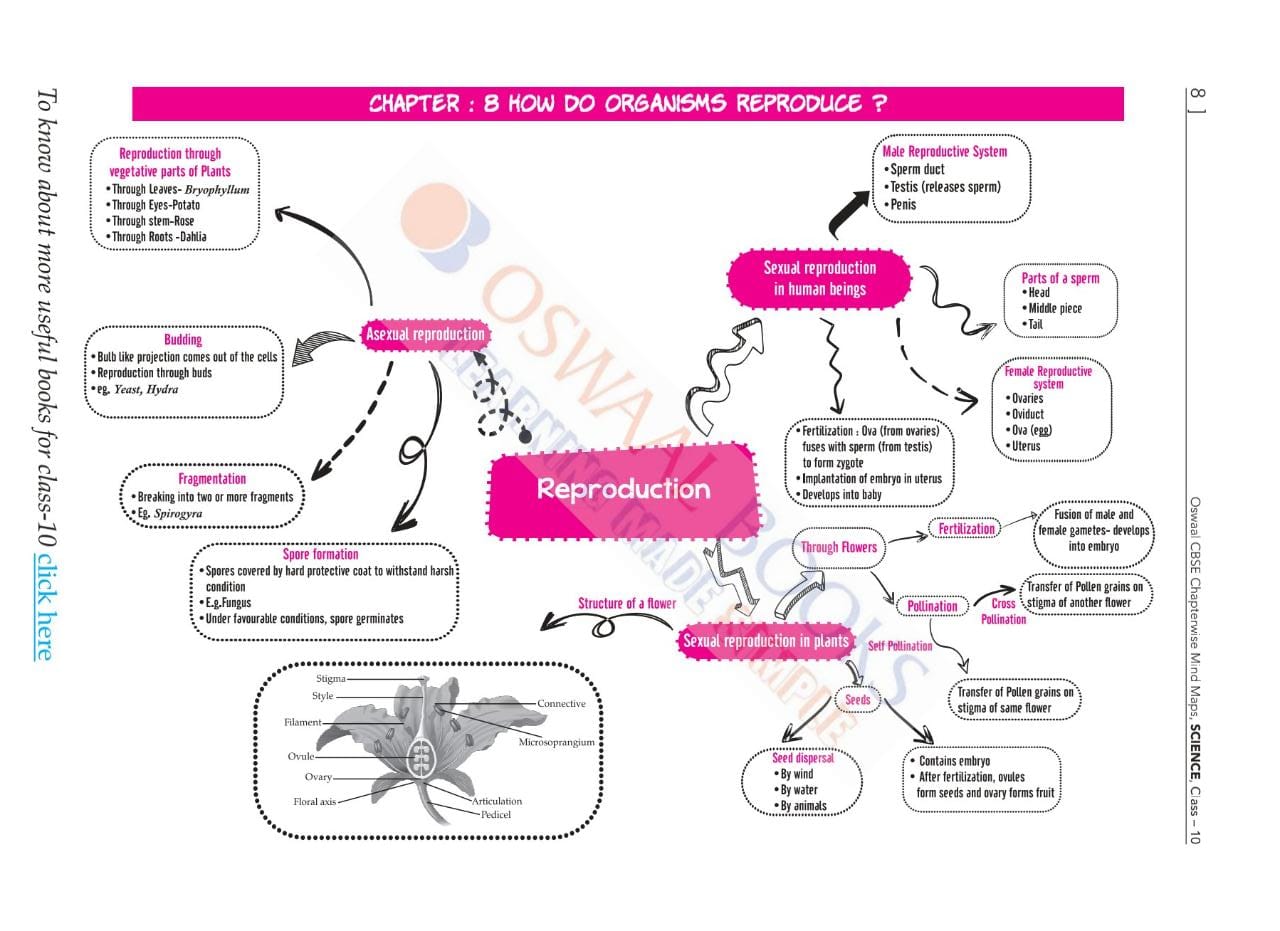 CHAPTER : 8 HOW DO ORGANISMS REPRODUCE ?
8 ]
Reproduction through
vegetative parts of Plants
• Through Leaves- Bryophyllum
• Through Eyes-Potato
• Through stem-Rose
• Through Roots -Dahlia
Budding
• Bulb like projection comes out of the cells
• Reproduction through buds
• eg. Yeast, Hydra
Asexual reproduction
Fragmentation
• Breaking into two or more fragments
• Eg. Spirogyra
Spore formation
• Spores covered by hard protective coat to withstand harsh
condition
• E.g.Fungus
• Under favourable conditions, spore germinates
Reproduction
Sexual reproduction
in human beings
Male Reproductive System
• Sperm duct
• Testis (releases sperm)
• Penis
Parts of a sperm
• Head
• Middle piece
• Tail
Female Reproductive
system
• Ovaries
• Oviduct
• Ova (egg)
• Uterus
• Fertilization : Ova (from ovaries)
fuses with sperm (from testis)
to form zygote
• Implantation of embryo in uterus
• Develops into baby
Through Flowers
Fertilization
Fusion of male and
female gametes- develops
into embryo
Pollination
Cross
Pollination
Transfer of Pollen grains on
stigma of another flower
Self Pollination
Transfer of Pollen grains on
stigma of same flower
Sexual reproduction in plants
Structure of a flower
Seeds
Seed dispersal
• By wind
• By water
• By animals
• Contains embryo
• After fertilization, ovules
form seeds and ovary forms fruit
Stigma
Style
Filament
Ovule
Ovary
Floral axis
Connective
Microsoprangium
Articulation
Pedicel
OSWAAL BOOKS
LEARNING MADE SIMPLE
To know about more useful books for class-10 click here
Oswaal CBSE Chapterwise Mind Maps, SCIENCE, Class – 10